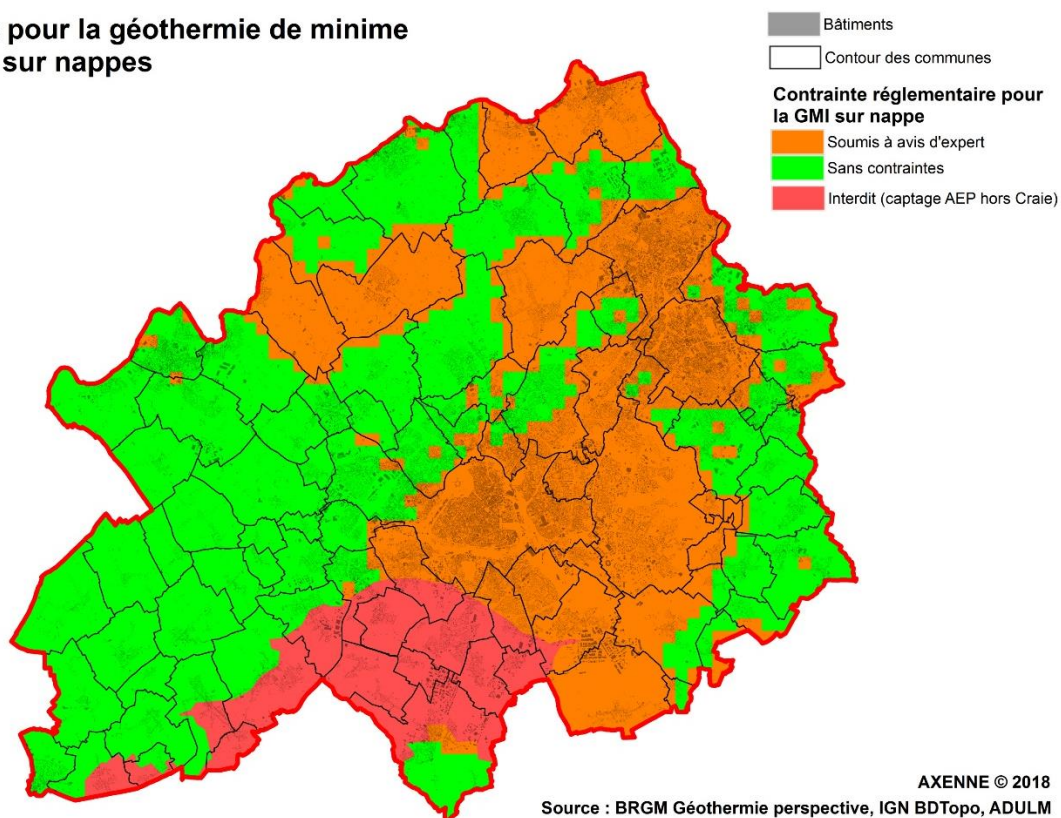 pour la géothermie de minime
sur nappes
Bâtiments
Contour des communes
Contrainte réglementaire pour
la GMI sur nappe
Soumis à avis d'expert
Sans contraintes
Interdit (captage AEP hors Craie)
AXENNE © 2018
Source : BRGM Géothermie perspective, IGN BDTopo, ADULM